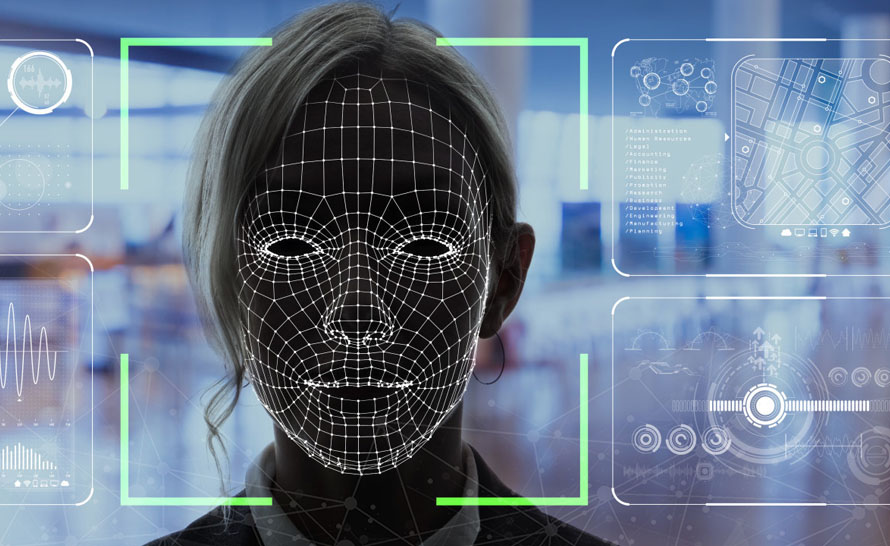 /Administration
/Human Resources
/Legal
/Accounting
/Finance
/Marketing
/Publicity
/Promotion
/Research
/Business
/Development
/Engineering
/Manufacturing
/Planning